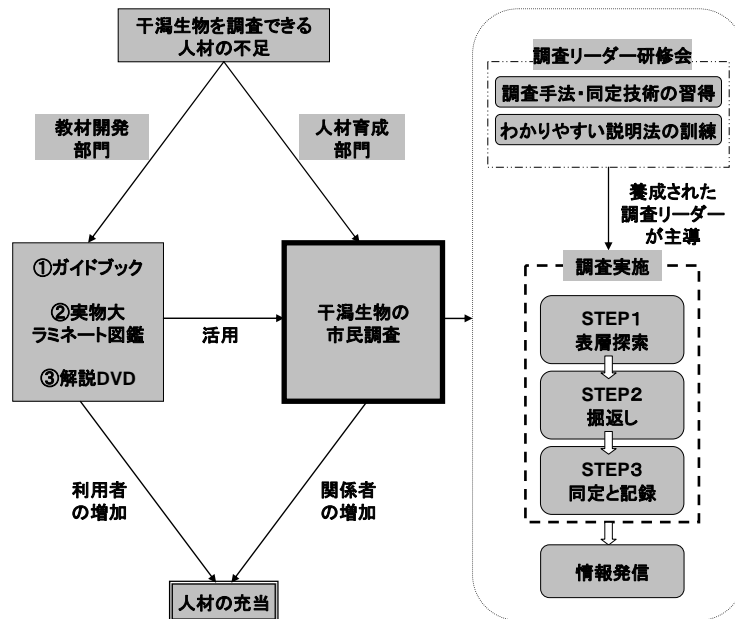 干潟生物を調査できる
人材の不足
教材開発
部門
人材育成
部門
①ガイドブック
②実物大
ラミネート図鑑
③解説DVD
活用
干潟生物の
市民調査
利用者
の増加
関係者
の増加
人材の充当
調査リーダー研修会
調査手法・同定技術の習得
わかりやすい説明法の訓練
養成された
調査リーダー
が主導
調査実施
STEP1
表層探索
STEP2
掘返し
STEP3
同定と記録
情報発信